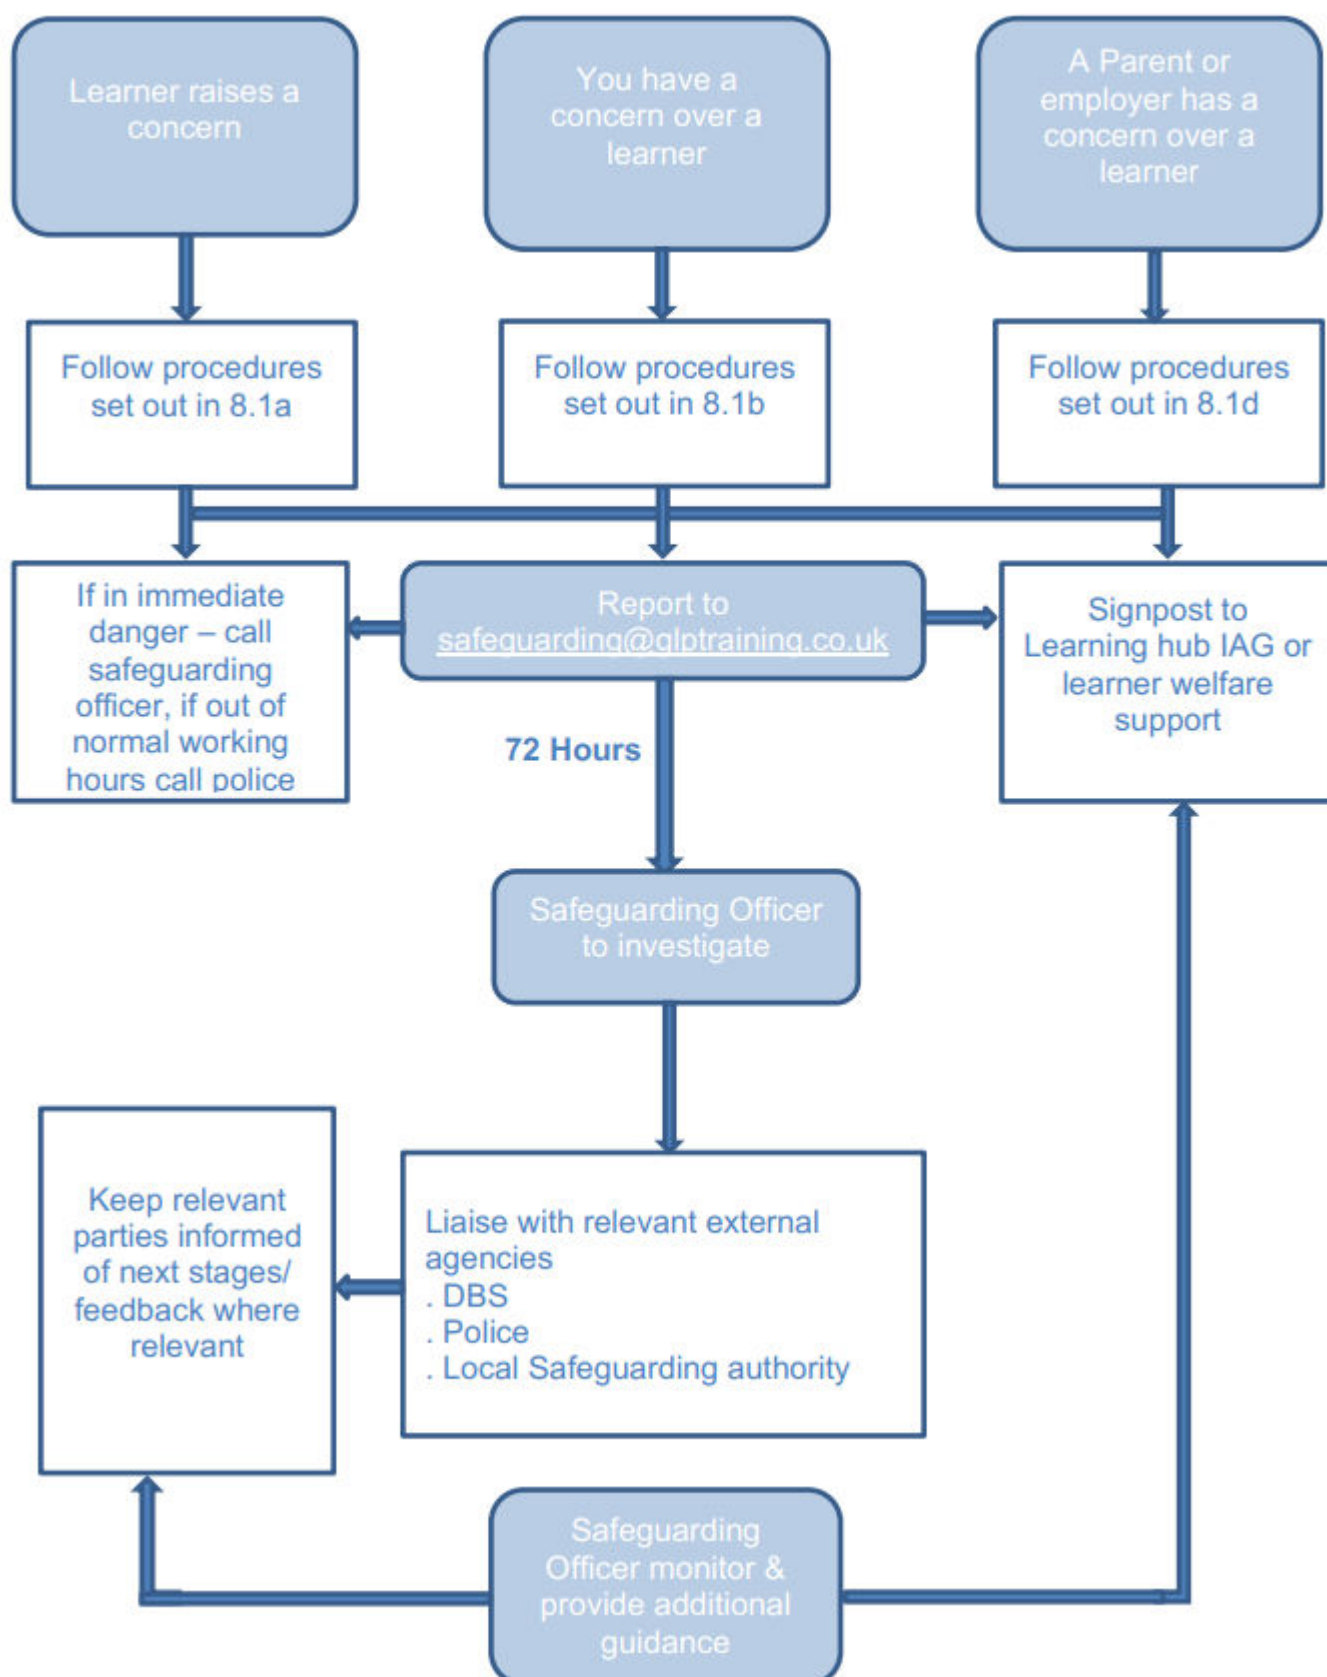 Learner raises a
concern
You have a
concern over a
learner
A Parent or
employer has a
concern over a
learner
Follow procedures
set out in 8.1a
Follow procedures
set out in 8.1b
Follow procedures
set out in 8.1d
If in immediate
danger – call
safeguarding
officer, if out of
normal working
hours call police
Report to
safeguarding@glptraining.co.uk
Signpost to
Learning hub IAG or
learner welfare
support
72 Hours
Safeguarding Officer
to investigate
Keep relevant
parties informed
of next stages/
feedback where
relevant
Liaise with relevant external
agencies
. DBS
. Police
. Local Safeguarding authority
Safeguarding
Officer monitor &
provide additional
guidance